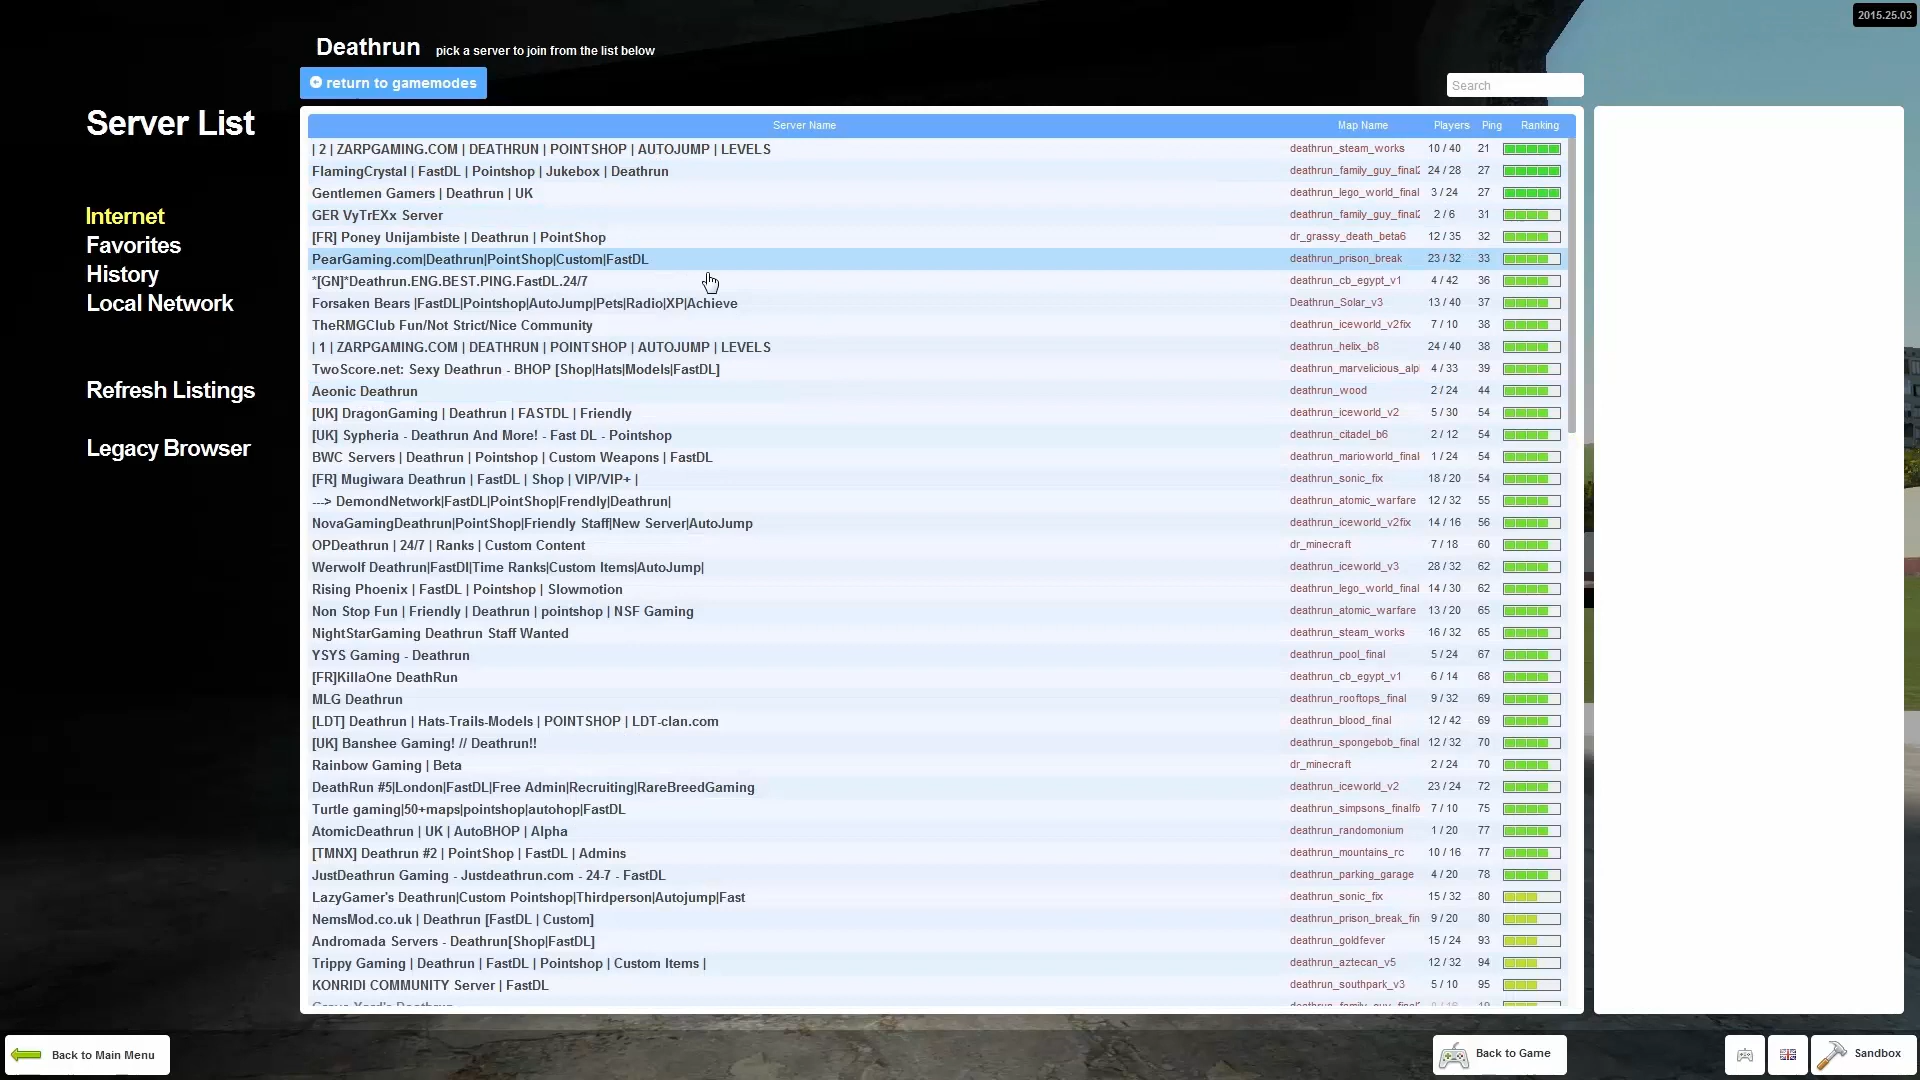 2015.25.03
Deathrun pick a server to join from the list below
return to gamemodes
Search
Server List
Internet
Favorites
History
Local Network
Refresh Listings
Legacy Browser
Server Name Map Name Players Ping Ranking
| 2 | ZARPGAMING.COM | DEATHRUN | POINTSHOP | AUTOJUMP | LEVELS deathrun_steam_works 10 / 40 21
FlamingCrystal | FastDL | Pointshop | Jukebox | Deathrun deathrun_family_guy_final2 24 / 28 27
Gentlemen Gamers | Deathrun | UK deathrun_lego_world_final 3 / 24 27
GER VyTrEXx Server deathrun_family_guy_final2 2 / 6 31
[FR] Poney Unijambiste | Deathrun | PointShop dr_grassy_death_beta6 12 / 35 32
PearGaming.com|Deathrun|PointShop|Custom|FastDL deathrun_prison_break 23 / 32 33
*[GN]*Deathrun.ENG.BEST.PING.FastDL.24/7 deathrun_cb_egypt_v1 4 / 42 36
Forsaken Bears |FastDL|Pointshop|AutoJump|Pets|Radio|XP|Achieve Deathrun_Solar_v3 13 / 40 37
TheRMGClub Fun/Not Strict/Nice Community deathrun_iceworld_v2fix 7 / 10 38
| 1 | ZARPGAMING.COM | DEATHRUN | POINTSHOP | AUTOJUMP | LEVELS deathrun_helix_b8 24 / 40 38
TwoScore.net: Sexy Deathrun - BHOP [Shop|Hats|Models|FastDL] deathrun_marvelicious_alp 4 / 33 39
Aeonic Deathrun deathrun_wood 2 / 24 44
[UK] DragonGaming | Deathrun | FASTDL | Friendly deathrun_iceworld_v2 5 / 30 54
[UK] Sypheria - Deathrun And More! - Fast DL - Pointshop deathrun_citadel_b6 2 / 12 54
BWC Servers | Deathrun | Pointshop | Custom Weapons | FastDL deathrun_marioworld_final 1 / 24 54
[FR] Mugiwara Deathrun | FastDL | Shop | VIP/VIP+ | deathrun_sonic_fix 18 / 20 54
---> DemondNetwork|FastDL|PointShop|Frendly|Deathrun| deathrun_atomic_warfare 12 / 32 55
NovaGamingDeathrun|PointShop|Friendly Staff|New Server|AutoJump deathrun_iceworld_v2fix 14 / 16 56
OPDeathrun | 24/7 | Ranks | Custom Content dr_minecraft 7 / 18 60
Werwolf Deathrun|FastDl|Time Ranks|Custom Items|AutoJump| deathrun_iceworld_v3 28 / 32 62
Rising Phoenix | FastDL | Pointshop | Slowmotion deathrun_lego_world_final 14 / 30 62
Non Stop Fun | Friendly | Deathrun | pointshop | NSF Gaming deathrun_atomic_warfare 13 / 20 65
NightStarGaming Deathrun Staff Wanted deathrun_steam_works 16 / 32 65
YSYS Gaming - Deathrun deathrun_pool_final 5 / 24 67
[FR]KillaOne DeathRun deathrun_cb_egypt_v1 6 / 14 68
MLG Deathrun deathrun_rooftops_final 9 / 32 69
[LDT] Deathrun | Hats-Trails-Models | POINTSHOP | LDT-clan.com deathrun_blood_final 12 / 42 69
[UK] Banshee Gaming! // Deathrun!! deathrun_spongebob_final 12 / 32 70
Rainbow Gaming | Beta dr_minecraft 2 / 24 70
DeathRun #5|London|FastDL|Free Admin|Recruiting|RareBreedGaming deathrun_iceworld_v2 23 / 24 72
Turtle gaming|50+maps|pointshop|autohop|FastDL deathrun_simpsons_finalfb 7 / 10 75
AtomicDeathrun | UK | AutoBHOP | Alpha deathrun_randomonium 1 / 20 77
[TMNX] Deathrun #2 | PointShop | FastDL | Admins deathrun_mountains_rc 10 / 16 77
JustDeathrun Gaming - Justdeathrun.com - 24-7 - FastDL deathrun_parking_garage 4 / 20 78
LazyGamer's Deathrun|Custom Pointshop|Thirdperson|Autojump|Fast deathrun_sonic_fix 15 / 32 80
NemsMod.co.uk | Deathrun [FastDL | Custom] deathrun_prison_break_fin 9 / 20 80
Andromada Servers - Deathrun[Shop|FastDL] deathrun_goldfever 15 / 24 93
Trippy Gaming | Deathrun | FastDL | Pointshop | Custom Items | deathrun_aztecan_v5 12 / 32 94
KONRIDI COMMUNITY Server | FastDL deathrun_southpark_v3 5 / 10 95
Back to Main Menu
Back to Game
Sandbox